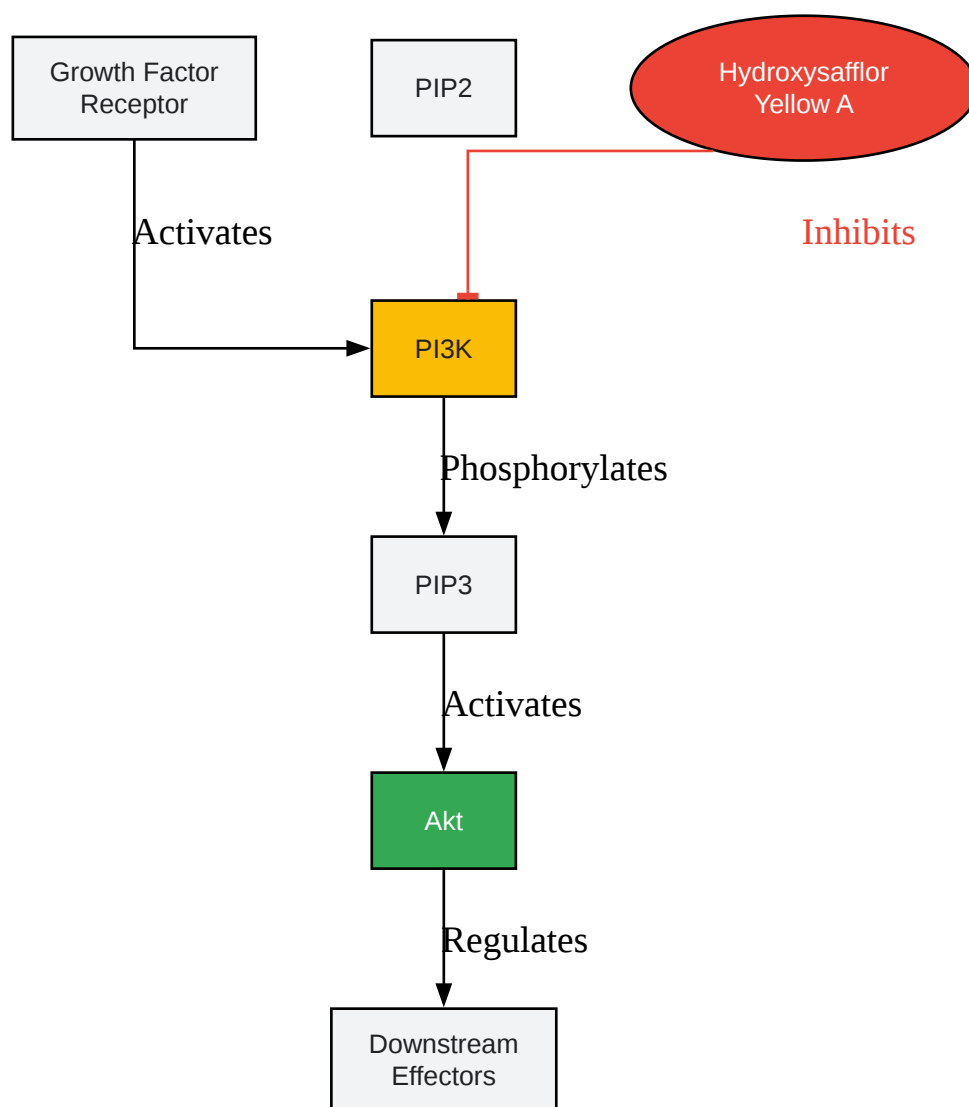 Growth Factor
Receptor
PIP2
Hydroxysafflor
Yellow A
Activates
Inhibits
PI3K
Phosphorylates
PIP3
Activates
Akt
Regulates
Downstream
Effectors